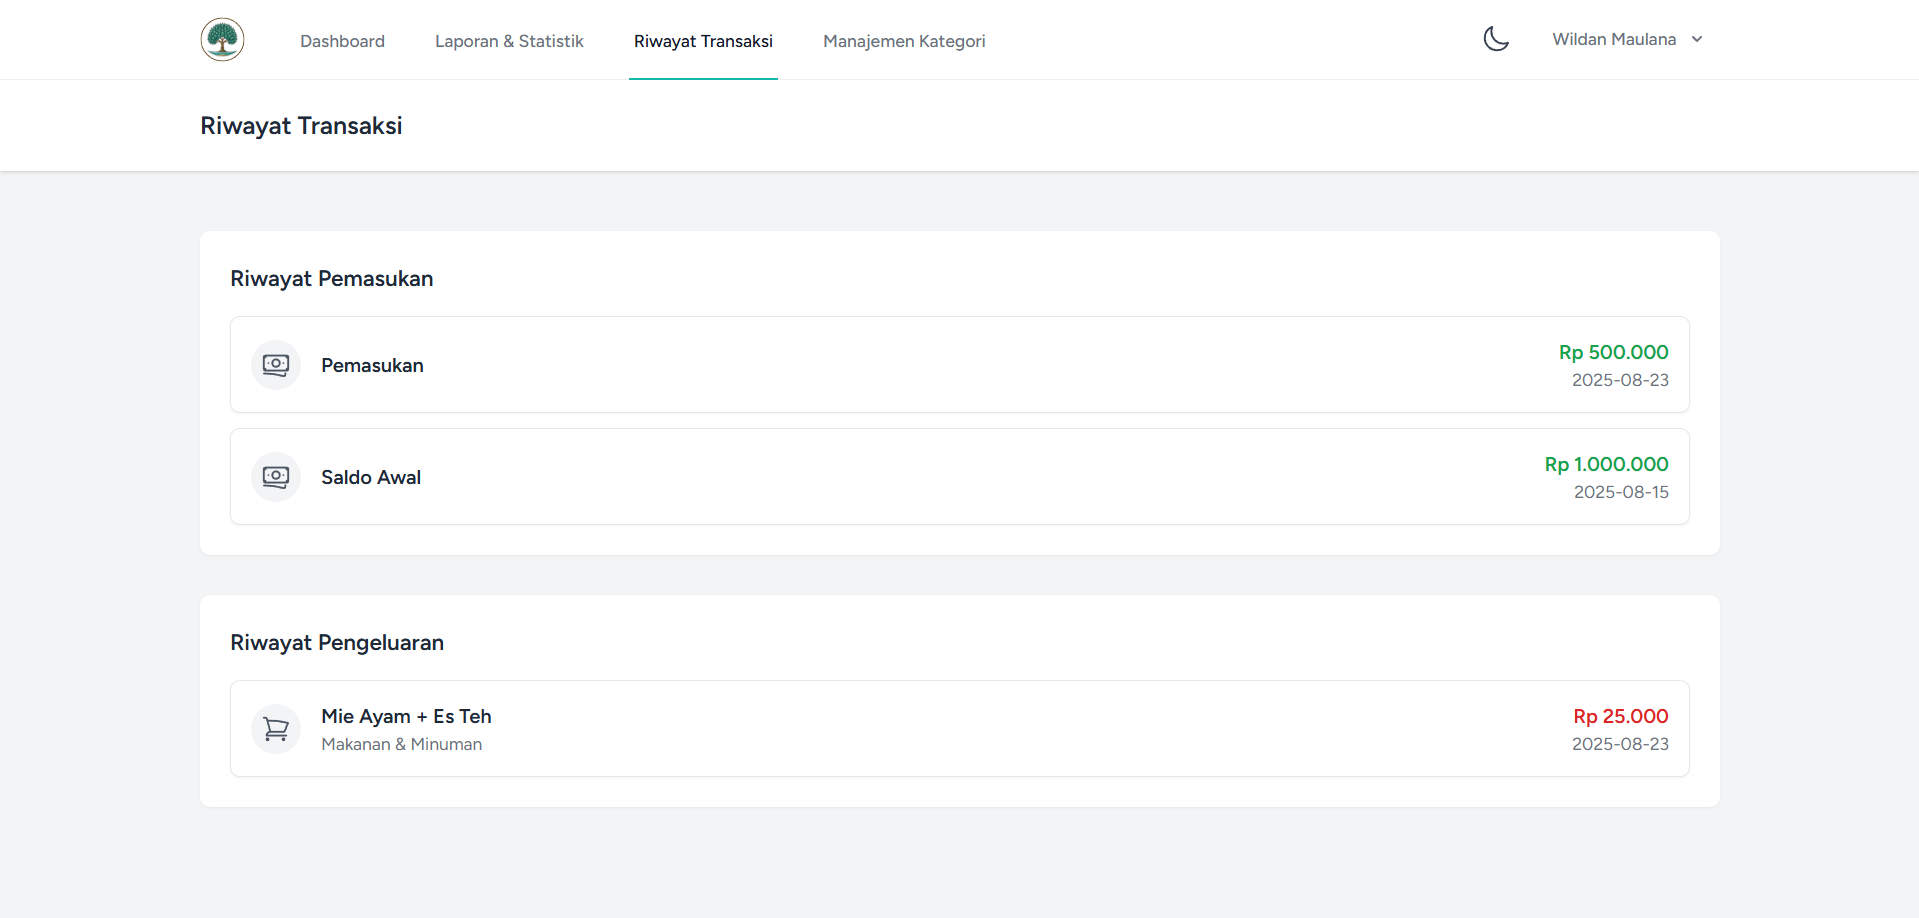 Dashboard
Laporan & Statistik
Riwayat Transaksi
Manajemen Kategori
Wildan Maulana
Riwayat Transaksi
Riwayat Pemasukan
Pemasukan
Rp 500.000
2025-08-23
Saldo Awal
Rp 1.000.000
2025-08-15
Riwayat Pengeluaran
Mie Ayam + Es Teh
Makanan & Minuman
Rp 25.000
2025-08-23